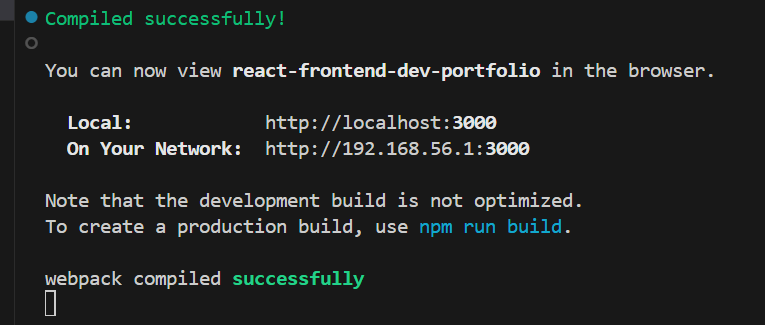 Compiled successfully!
You can now view react-frontend-dev-portfolio in the browser.
Local: http://localhost:3000
On Your Network: http://192.168.56.1:3000
Note that the development build is not optimized.
To create a production build, use npm run build.
webpack compiled successfully